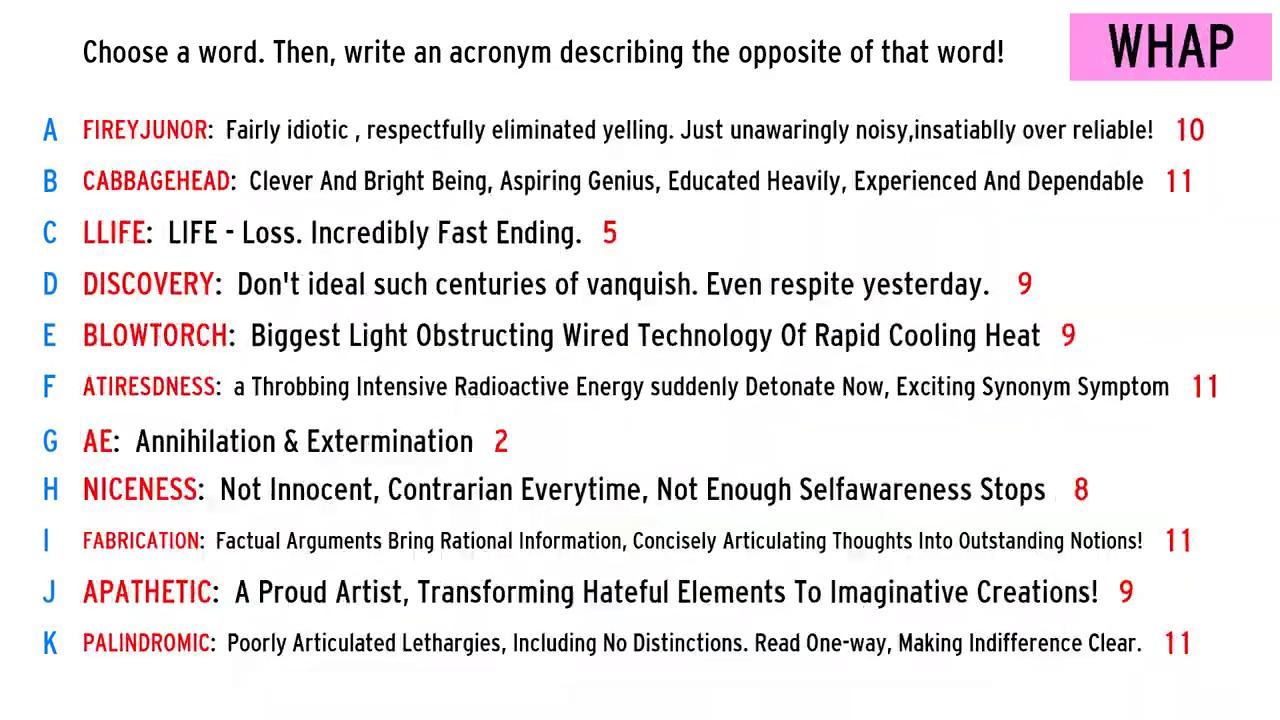 Choose a word. Then, write an acronym describing the opposite of that word!
WHAP
A FIREYJUNOR: Fairly idiotic , respectfully eliminated yelling. Just unawaringly noisy,insatiablly over reliable! 10
B CABBAGEHEAD: Clever And Bright Being, Aspiring Genius, Educated Heavily, Experienced And Dependable 11
C LLIFE: LIFE - Loss. Incredibly Fast Ending. 5
D DISCOVERY: Don't ideal such centuries of vanquish. Even respite yesterday. 9
E BLOWTORCH: Biggest Light Obstructing Wired Technology Of Rapid Cooling Heat 9
F ATIRESDNESS: a Throbbing Intensive Radioactive Energy suddenly Detonate Now, Exciting Synonym Symptom 11
G AE: Annihilation & Extermination 2
H NICENESS: Not Innocent, Contrarian Everytime, Not Enough Selfawareness Stops 8
I FABRICATION: Factual Arguments Bring Rational Information, Concisely Articulating Thoughts Into Outstanding Notions! 11
J APATHETIC: A Proud Artist, Transforming Hateful Elements To Imaginative Creations! 9
K PALINDROMIC: Poorly Articulated Lethargies, Including No Distinctions. Read One-way, Making Indifference Clear. 11